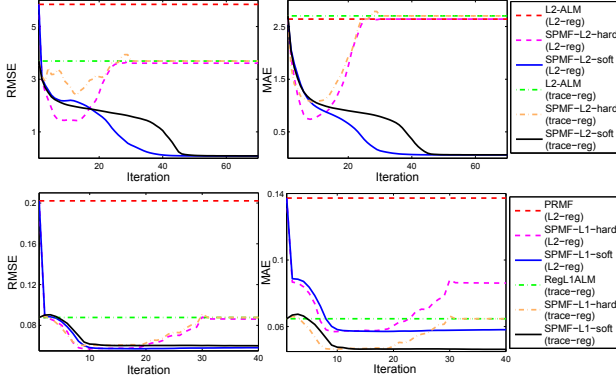 5
3
1
RMSE
20
40
60
Iteration
2.5
1.5
0.5
MAE
20
40
60
Iteration
L2-ALM
(L2-reg)
SPMF-L2-hard
(L2-reg)
SPMF-L2-soft
(L2-reg)
L2-ALM
(trace-reg)
SPMF-L2-hard
(trace-reg)
SPMF-L2-soft
(trace-reg)
0.2
0.16
0.12
0.08
RMSE
10
20
30
40
Iteration
0.14
0.1
0.06
MAE
10
20
30
40
Iteration
PRMF
(L2-reg)
SPMF-L1-hard
(L2-reg)
SPMF-L1-soft
(L2-reg)
RegL1ALM
(trace-reg)
SPMF-L1-hard
(trace-reg)
SPMF-L1-soft
(trace-reg)